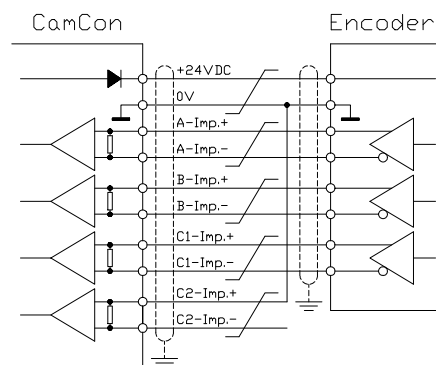 CamCon Encoder
+24VDC
0V
A-Imp.+
A-Imp.-
B-Imp.+
B-Imp.-
C1-Imp.+
C1-Imp.-
C2-Imp.+
C2-Imp.-